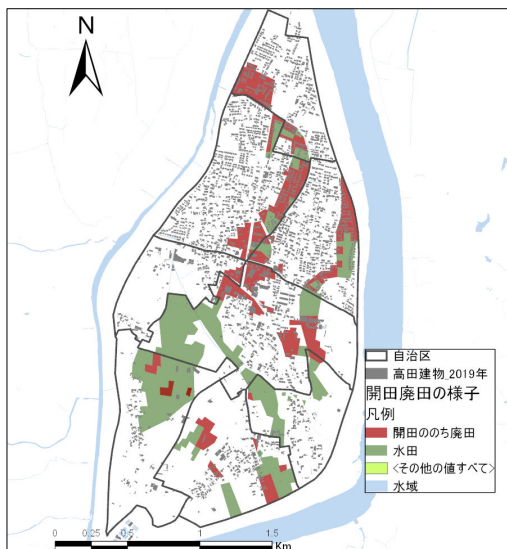 N
自治区
高田建物_2019年
開田廃田の様子
凡例
開田ののち廃田
水田
<その他の値すべて>
水域
0 0.25 0.5 1 1.5
Km